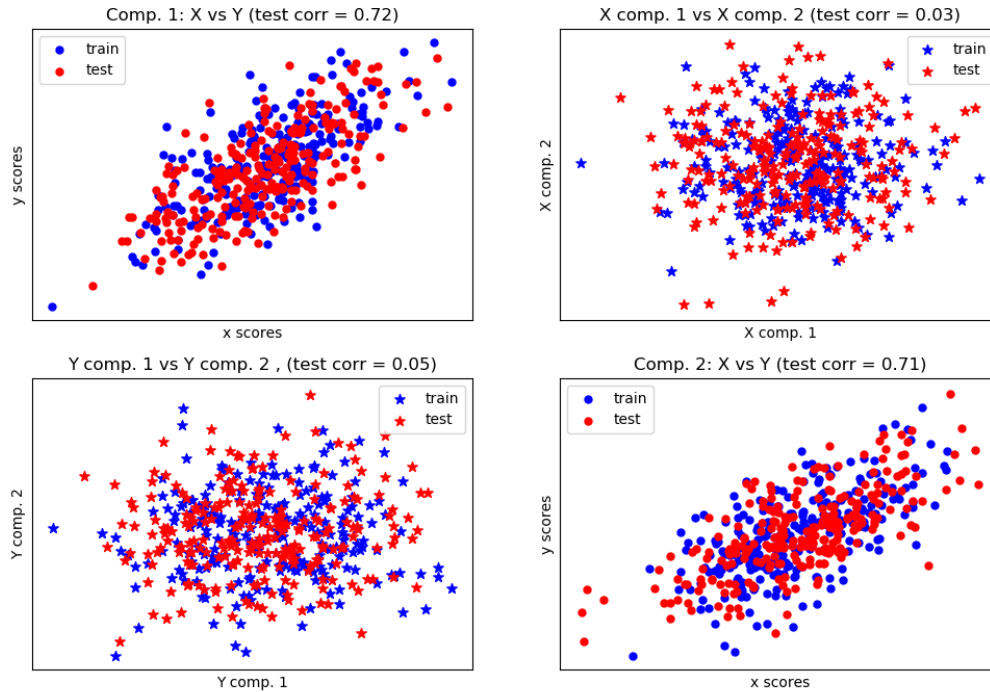 Comp. 1: X vs Y (test corr = 0.72)
train
test
y scores
x scores
X comp. 1 vs X comp. 2 (test corr = 0.03)
train
test
X comp. 2
X comp. 1
Y comp. 1 vs Y comp. 2 , (test corr = 0.05)
train
test
Y comp. 2
Y comp. 1
Comp. 2: X vs Y (test corr = 0.71)
train
test
y scores
x scores